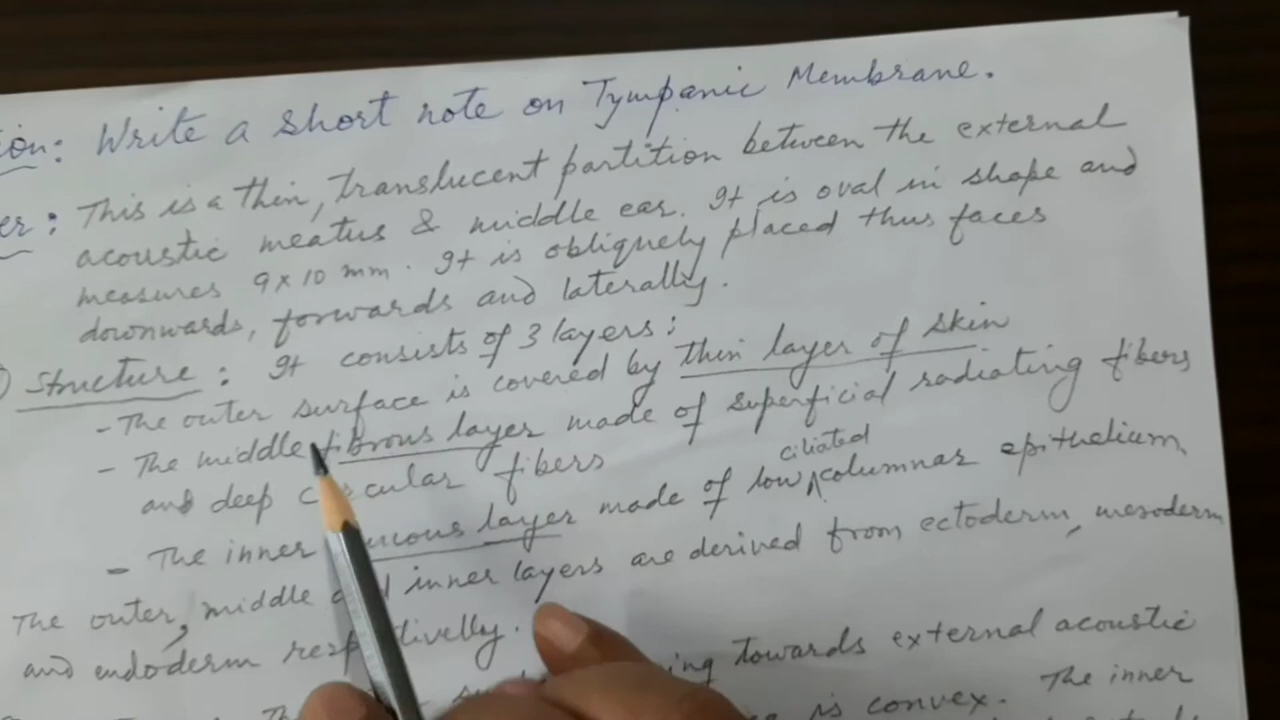 ion: Write a short note on Tympanic Membrane.
er: This is a thin, translucent partition between the external
acoustic meatus & middle ear. It is oval in shape and
measures 9x10 mm. It is obliquely placed thus faces
downwards, forwards and laterally.
Structure: It consists of 3 layers:
- The outer surface is covered by thin layer of skin
- The middle fibrous layer made of superficial radiating fibers
and deep circular fibers
- The inner mucous layer made of low ciliated columnar epithelium
The outer, middle and inner layers are derived from ectoderm, mesoderm
and endoderm respectivelly.
ing towards external acoustic
is convex. The inner